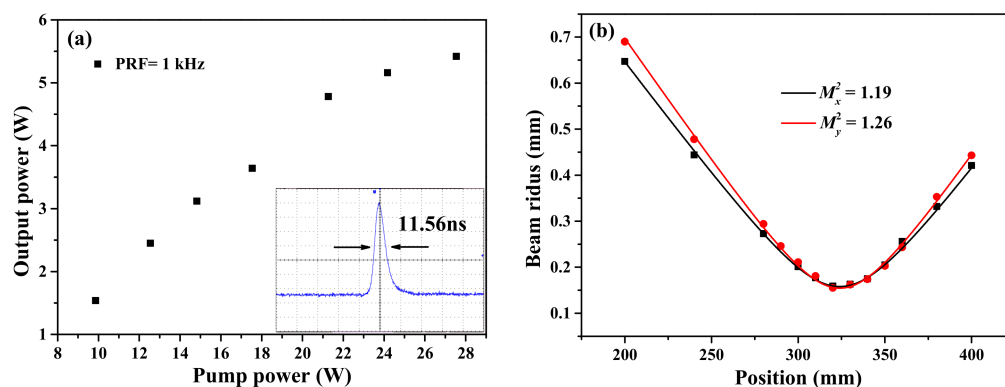 (a)
PRF= 1 kHz
11.56ns
Output power (W)
6
5
4
3
2
1
8 10 12 14 16 18 20 22 24 26 28
Pump power (W)
(b)
M²x = 1.19
M²y = 1.26
Beam ridus (mm)
0.7
0.6
0.5
0.4
0.3
0.2
0.1
200 250 300 350 400
Position (mm)